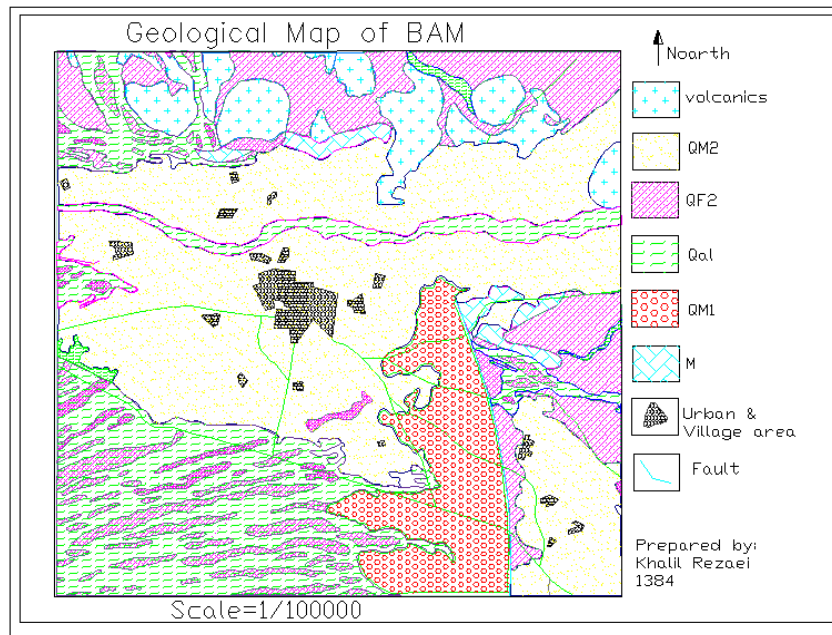 Geological Map of BAM
Noarth
volcanics
QM2
QF2
Qal
QM1
M
Urban &
Village area
Fault
Prepared by:
Khalil Rezaei
1384
Scale=1/100000